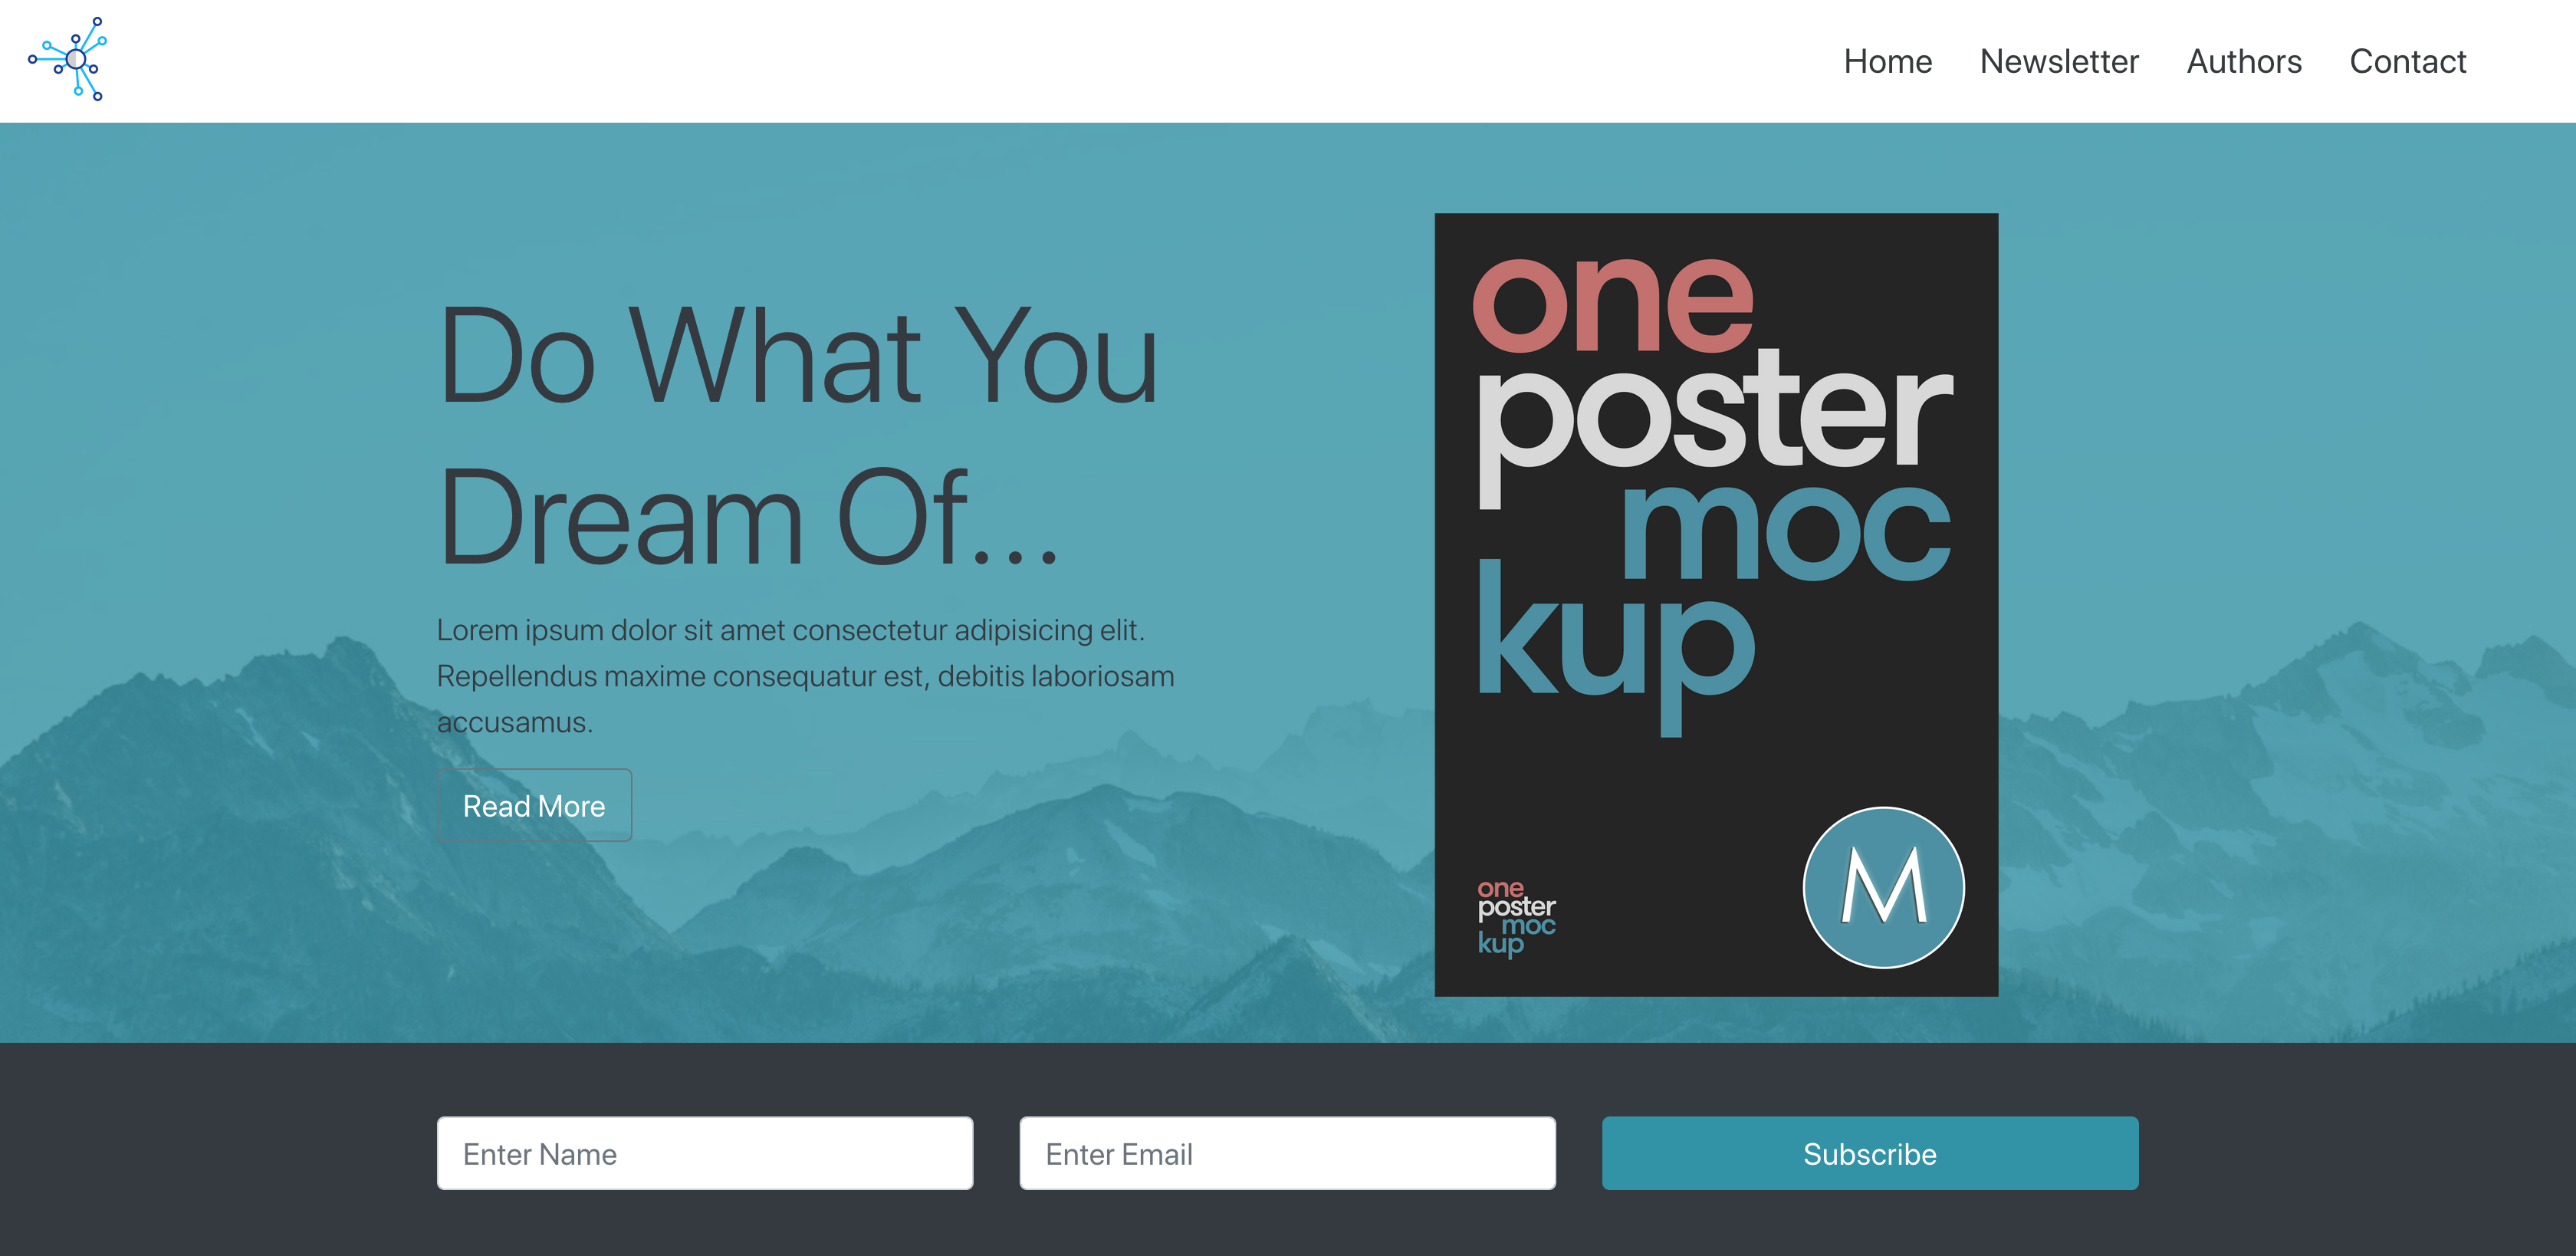 Home Newsletter Authors Contact
Do What You
Dream Of...
Lorem ipsum dolor sit amet consectetur adipisicing elit.
Repellendus maxime consequatur est, debitis laboriosam
accusamus.
Read More
one
poster
moc
kup
one
poster
moc
kup
M
Enter Name
Enter Email
Subscribe